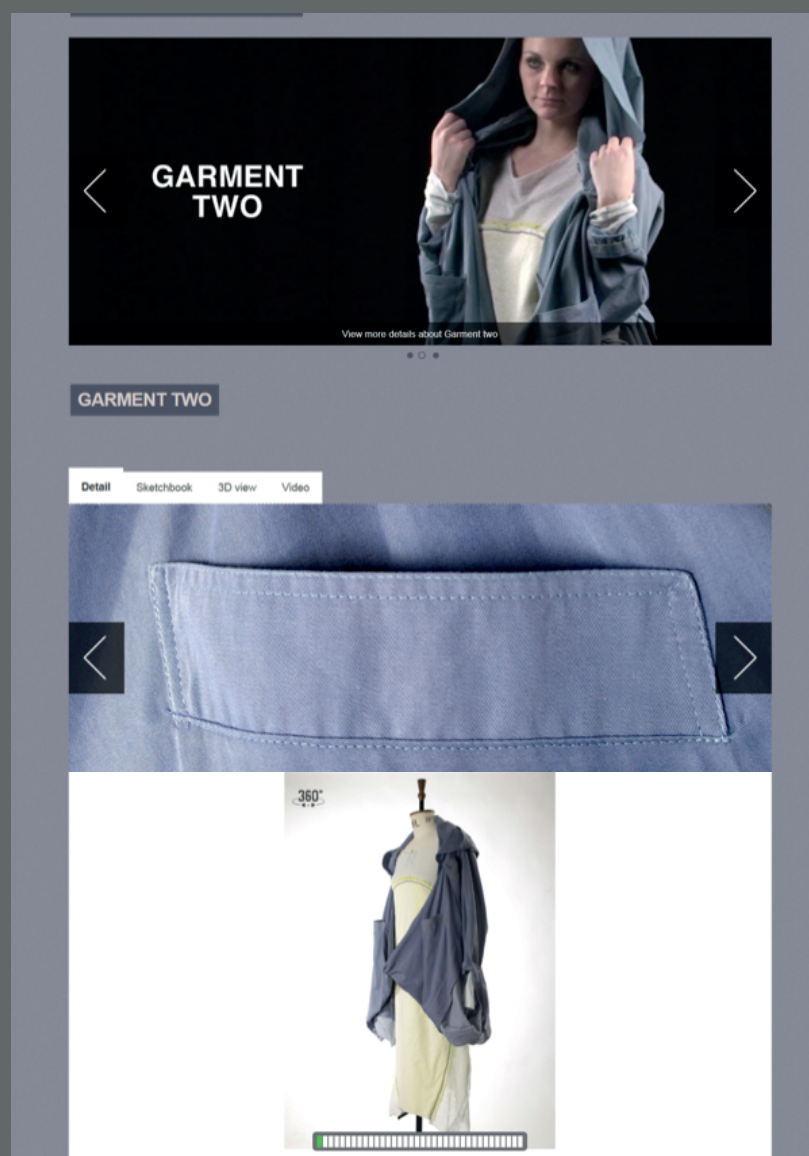 GARMENT
TWO
View more details about Garment two
GARMENT TWO
Detail Sketchbook 3D view Video
360°